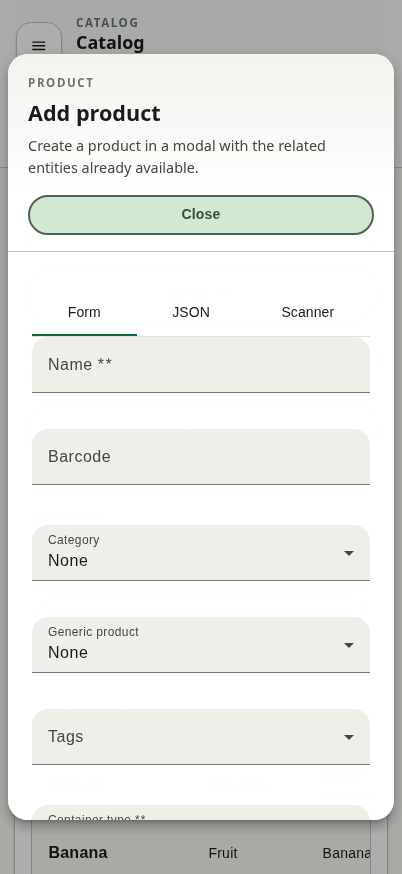 CATALOG
Catalog
PRODUCT
Add product
Create a product in a modal with the related
entities already available.
Close
Form JSON Scanner
Name **
Barcode
Category
None
Generic product
None
Tags
Container type **
Banana Fruit Banana